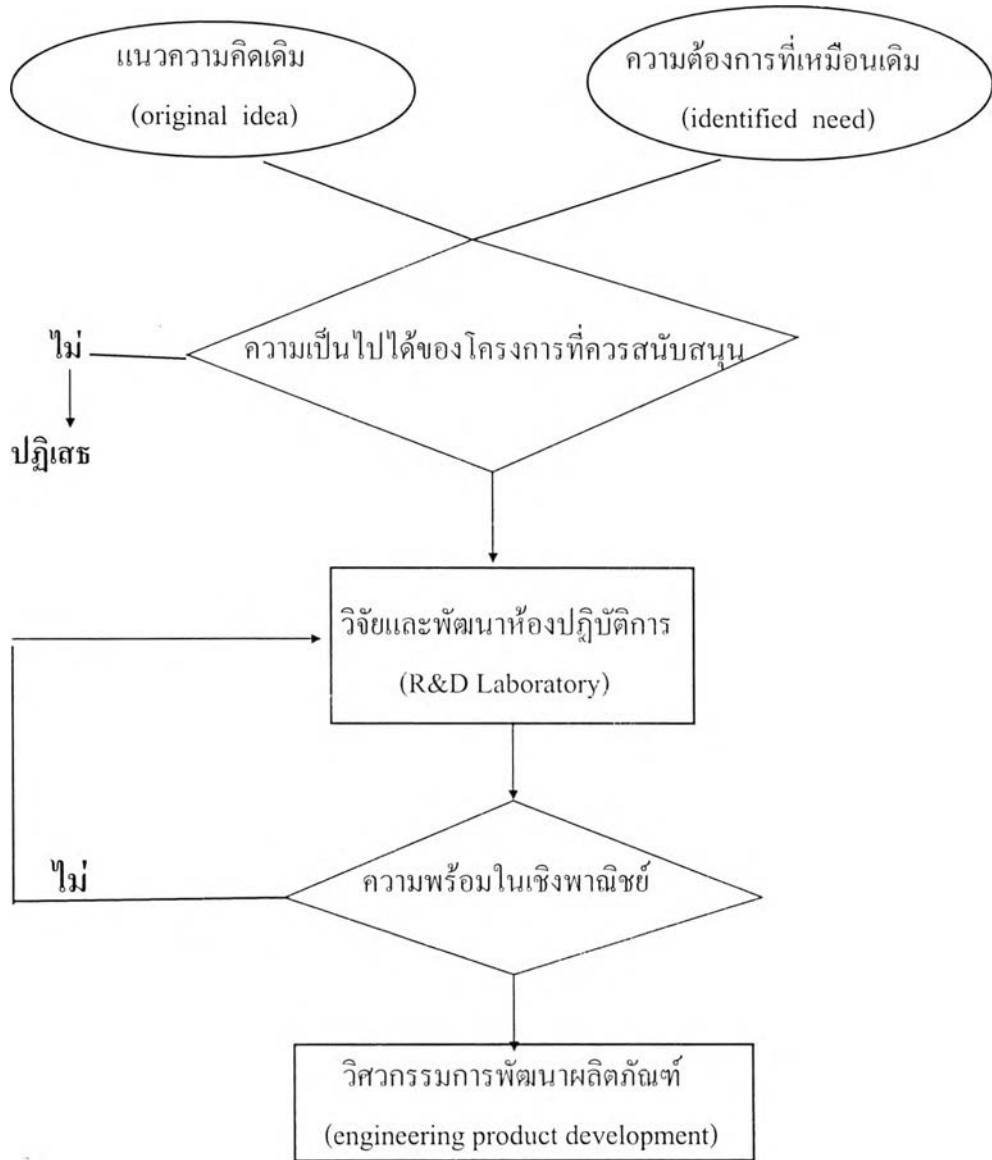 แนวความคิดเดิม
(original idea)
ความต้องการที่เหมือนเดิม
(identified need)
ความเป็นไปได้ของโครงการที่ควรสนับสนุน
ไม่
ปฏิเสธ
วิจัยและพัฒนาห้องปฏิบัติการ
(R&D Laboratory)
ความพร้อมในเชิงพาณิชย์
ไม่
วิศวกรรมการพัฒนาผลิตภัณฑ์
(engineering product development)